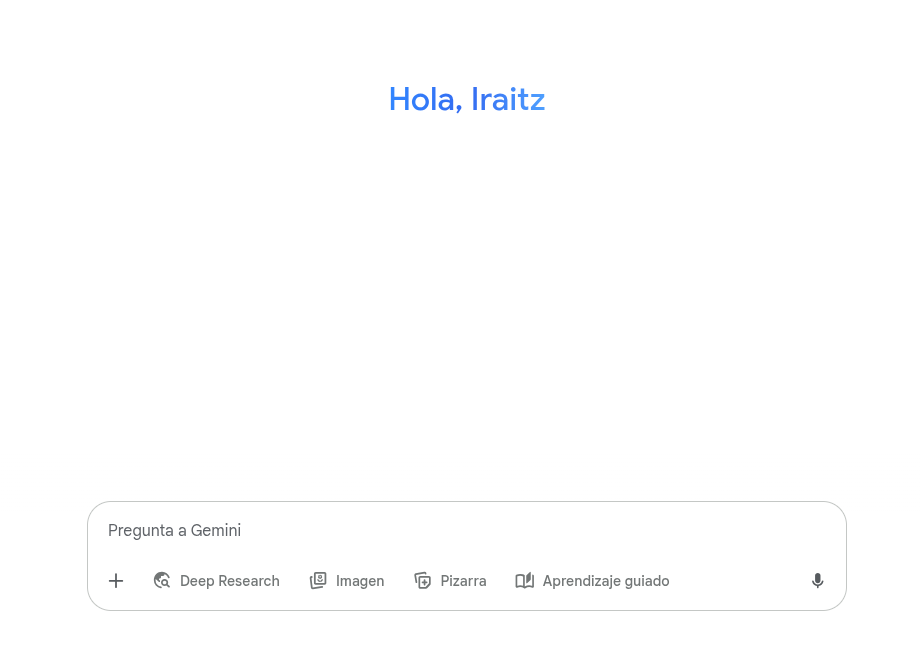 Hola, Iraitz
Pregunta a Gemini
Deep Research Imagen Pizarra Aprendizaje guiado